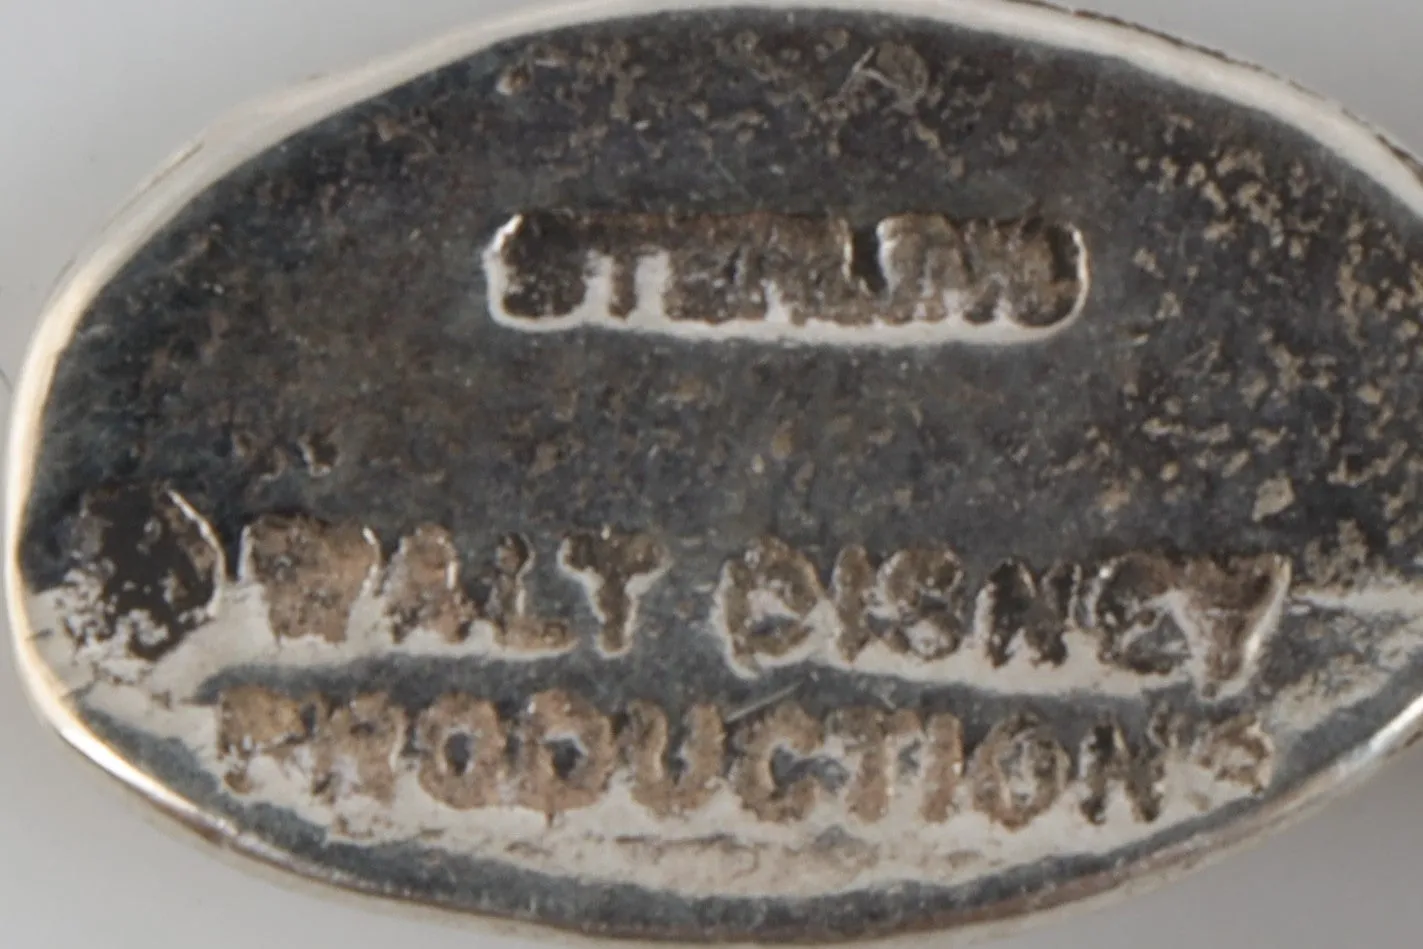 STERLING
WALT DISNEY
PRODUCTIONS